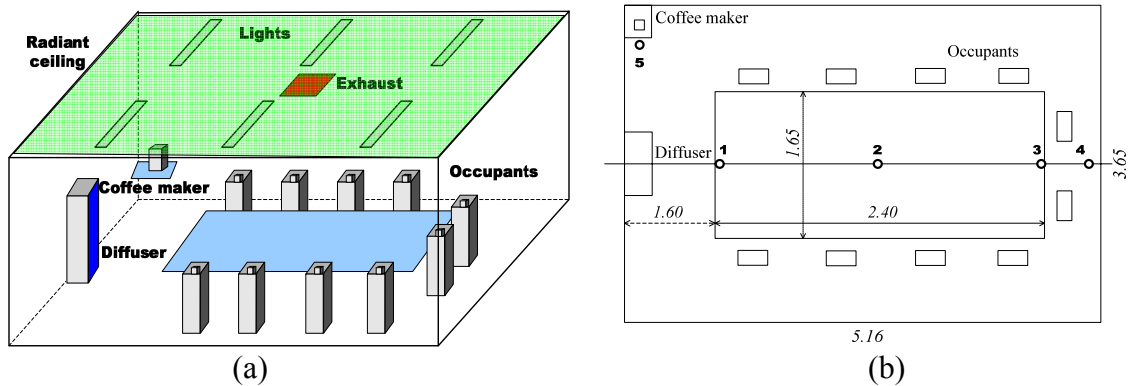 Radiant
ceiling
Lights
Exhaust
Coffee maker
Occupants
Diffuser
(a)
Coffee maker
5
Occupants
Diffuser
1
1.65
2
3
4
3.65
1.60
2.40
5.16
(b)